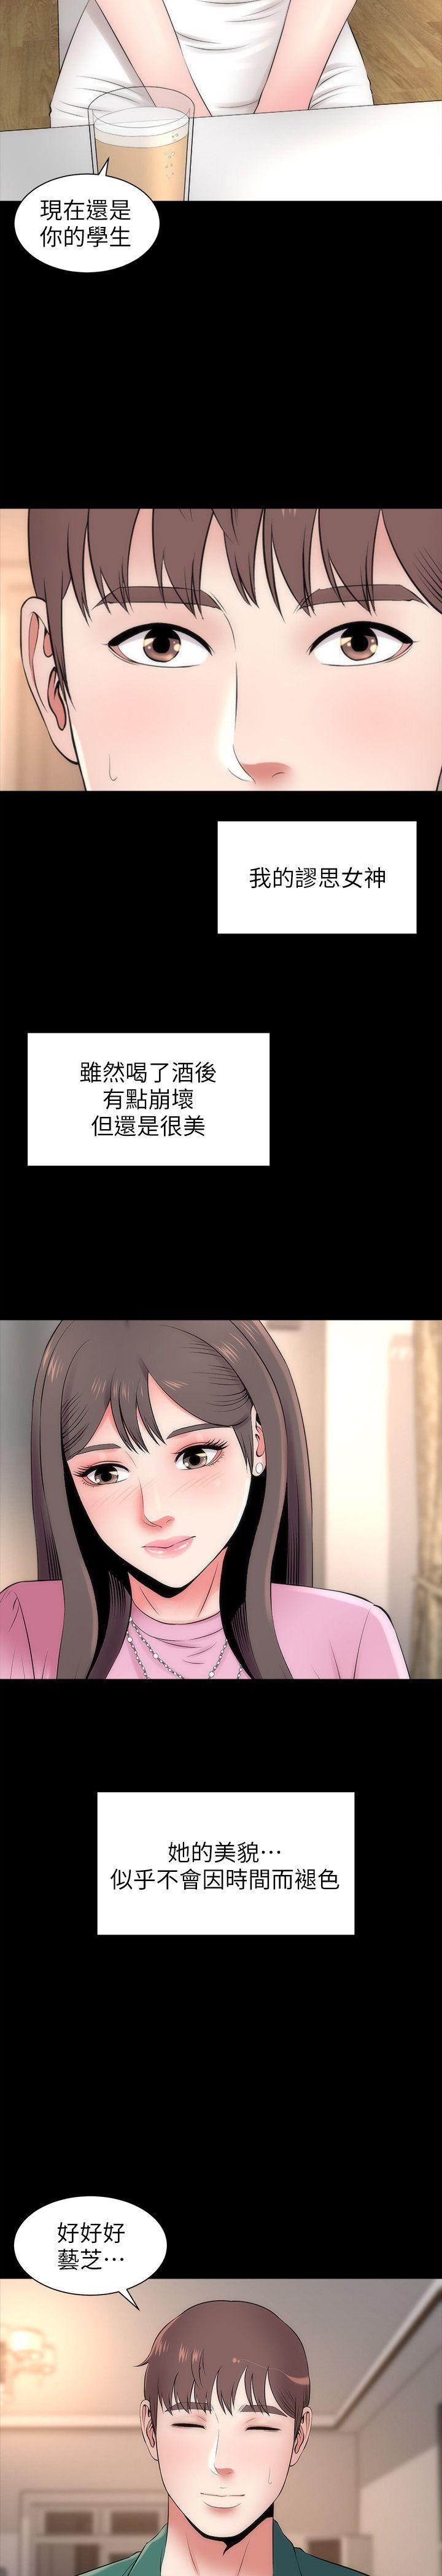 現在還是
你的學生
我的謬思女神
雖然喝了酒後
有點崩壞
但還是很美
她的美貌⋯
似乎不會因時間而褪色
好好好
藝芝⋯